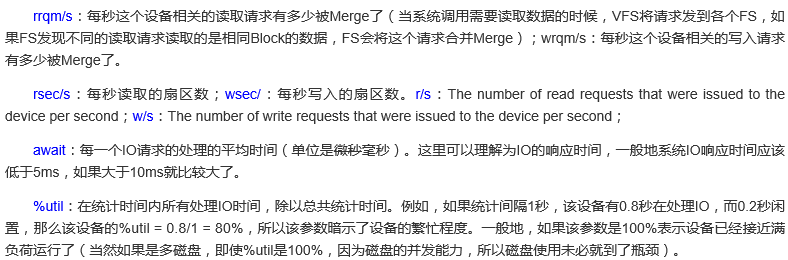 rrqm/s：每秒这个设备相关的读取请求有多少被Merge了（当系统调用需要读取数据的时候，VFS将请求发到各个FS，如
果FS发现不同的读取请求读取的是相同Block的数据，FS会将这个请求合并Merge）；wrqm/s：每秒这个设备相关的写入请求
有多少被Merge了。
rsec/s：每秒读取的扇区数；wsec/：每秒写入的扇区数。r/s：The number of read requests that were issued to the
device per second；w/s：The number of write requests that were issued to the device per second；
await：每一个IO请求的处理的平均时间（单位是微秒毫秒）。这里可以理解为IO的响应时间，一般地系统IO响应时间应该
低于5ms，如果大于10ms就比较大了。
%util：在统计时间内所有处理IO时间，除以总共统计时间。例如，如果统计间隔1秒，该设备有0.8秒在处理IO，而0.2秒闲
置，那么该设备的%util = 0.8/1 = 80%，所以该参数暗示了设备的繁忙程度。一般地，如果该参数是100%表示设备已经接近满
负荷运行了（当然如果是多磁盘，即使%util是100%，因为磁盘的并发能力，所以磁盘使用未必就到了瓶颈）。